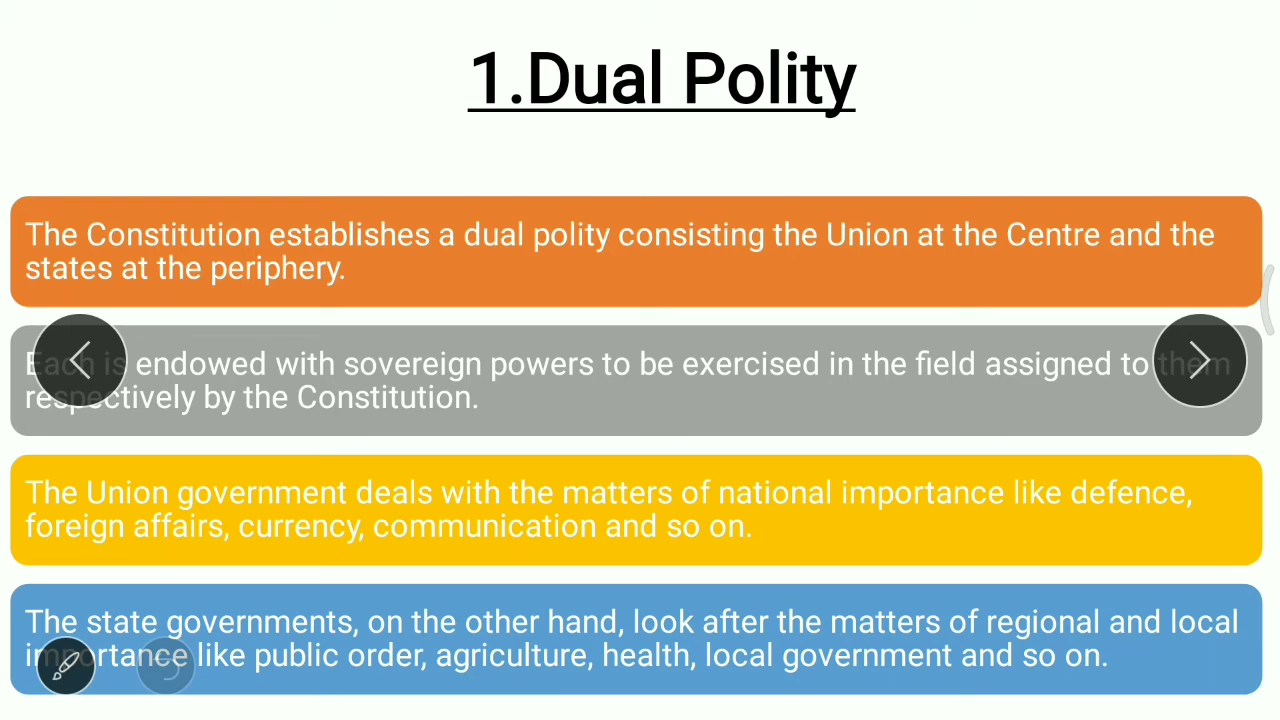 1.Dual Polity
The Constitution establishes a dual polity consisting the Union at the Centre and the
states at the periphery.
Each is endowed with sovereign powers to be exercised in the field assigned to them
respectively by the Constitution.
The Union government deals with the matters of national importance like defence,
foreign affairs, currency, communication and so on.
The state governments, on the other hand, look after the matters of regional and local
importance like public order, agriculture, health, local government and so on.